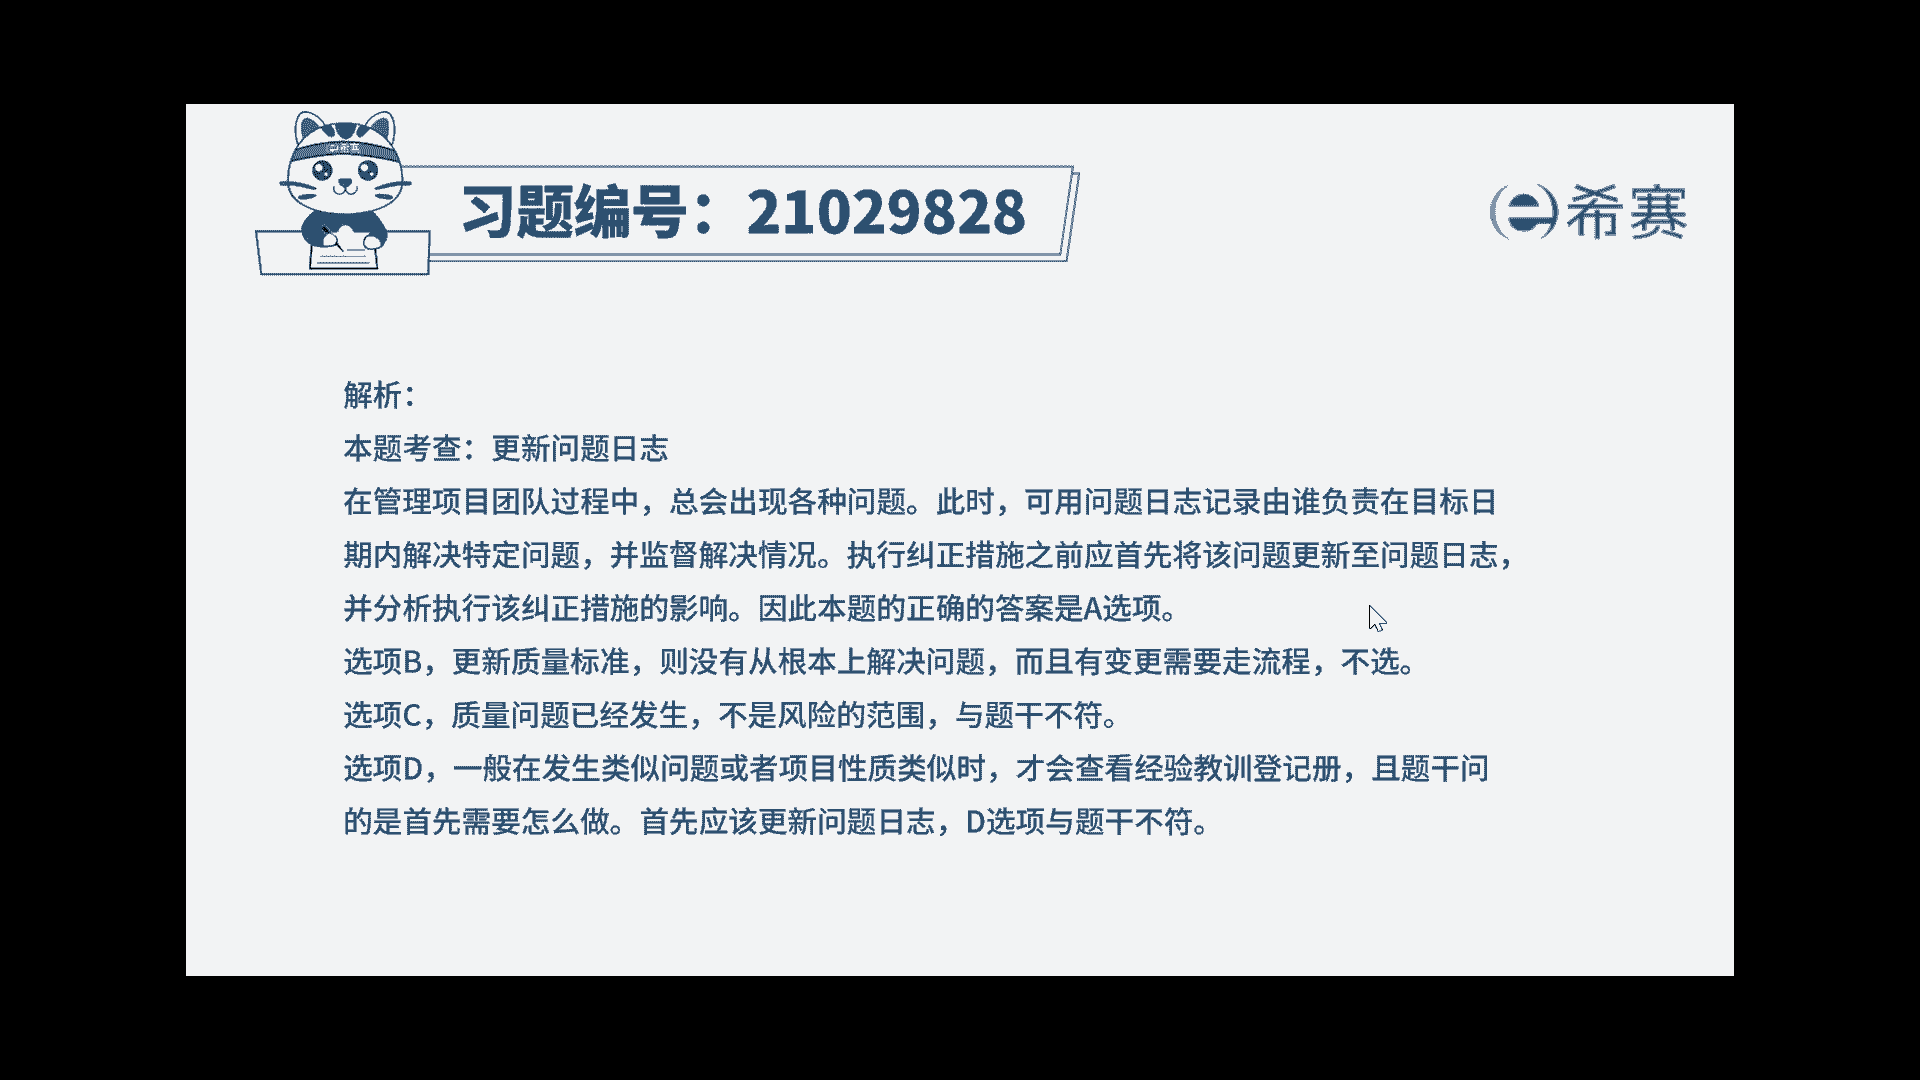 习题编号：21029828
希赛
解析：
本题考查：更新问题日志
在管理项目团队过程中，总会出现各种问题。此时，可用问题日志记录由谁负责在目标日
期内解决特定问题，并监督解决情况。执行纠正措施之前应首先将该问题更新至问题日志，
并分析执行该纠正措施的影响。因此本题的正确的答案是A选项。
选项B，更新质量标准，则没有从根本上解决问题，而且有变更需要走流程，不选。
选项C，质量问题已经发生，不是风险的范围，与题干不符。
选项D，一般在发生类似问题或者项目性质类似时，才会查看经验教训登记册，且题干问
的是首先需要怎么做。首先应该更新问题日志，D选项与题干不符。